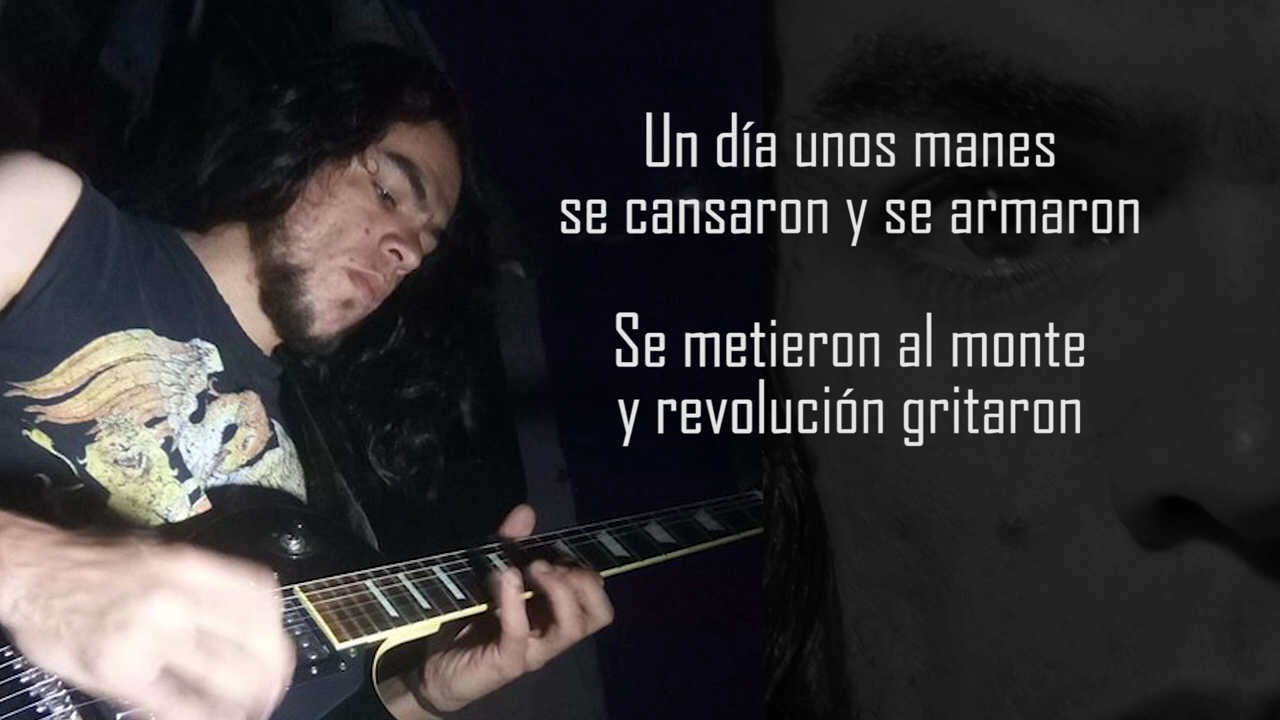 Un día unos manes
se cansaron y se armaron
Se metieron al monte
y revolución gritaron